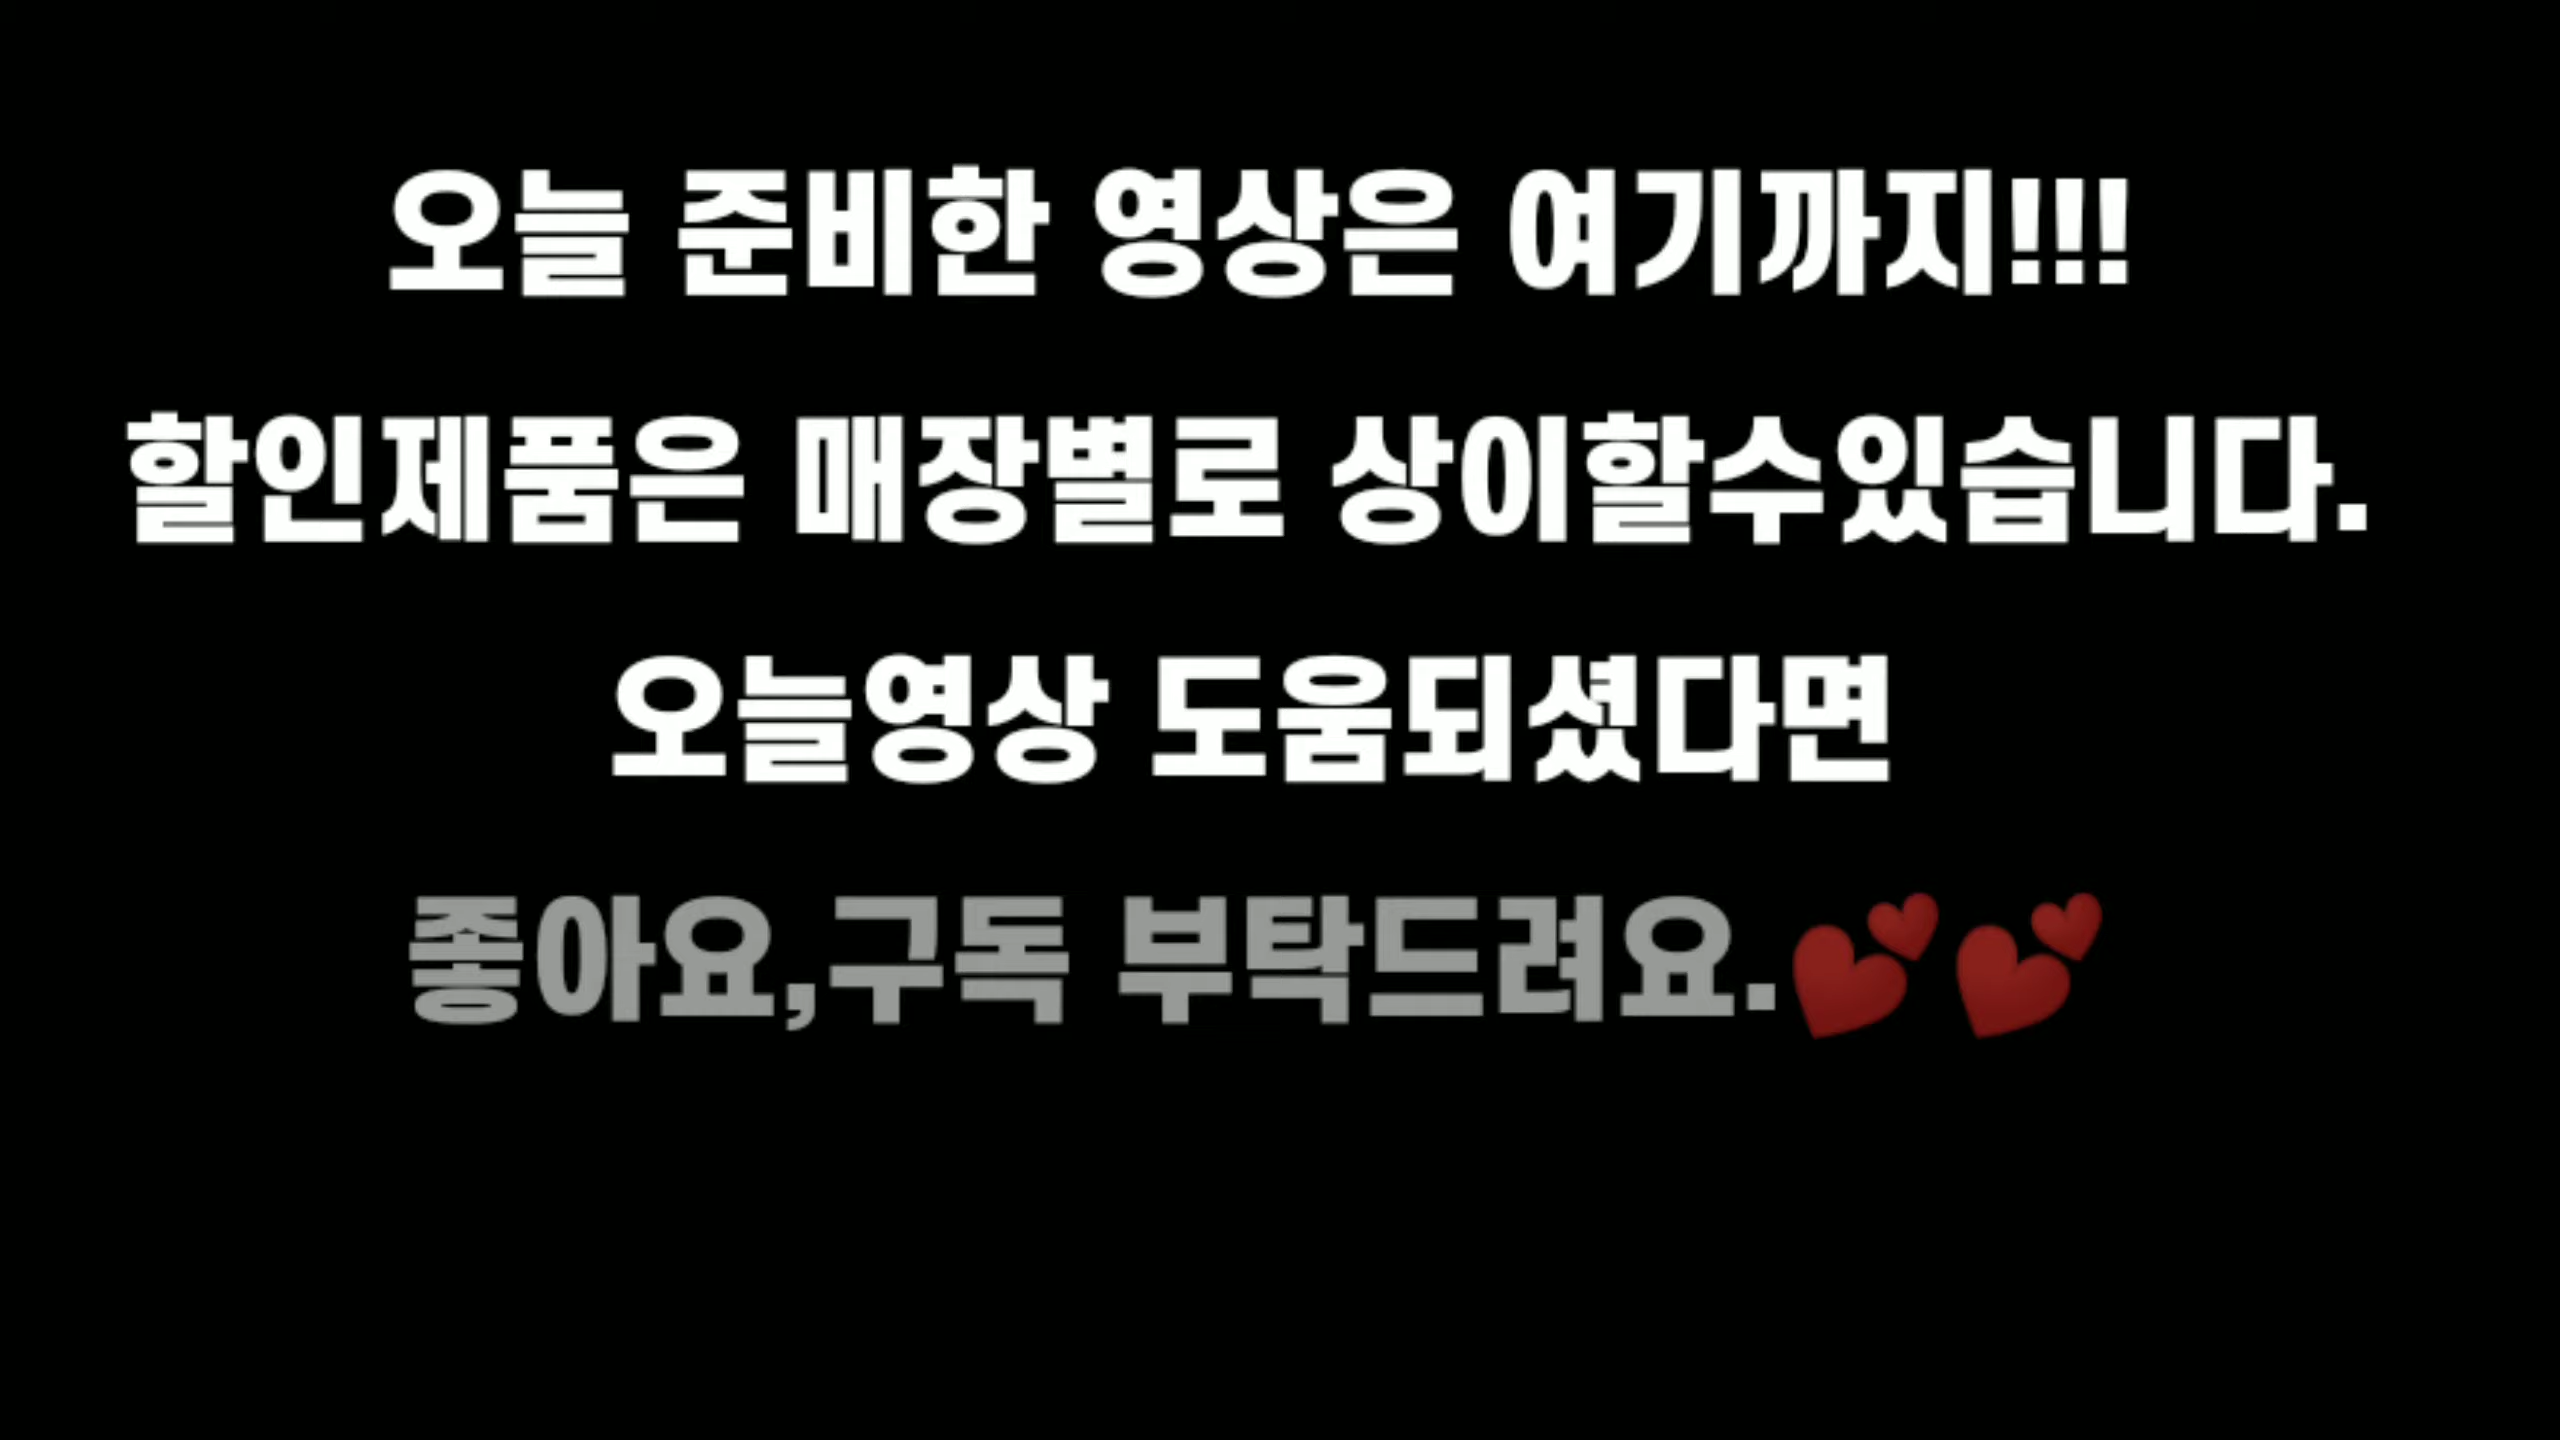 오늘 준비한 영상은 여기까지!!!
할인제품은 매장별로 상이할수있습니다.
오늘영상 도움되셨다면
좋아요,구독 부탁드려요.💕💕